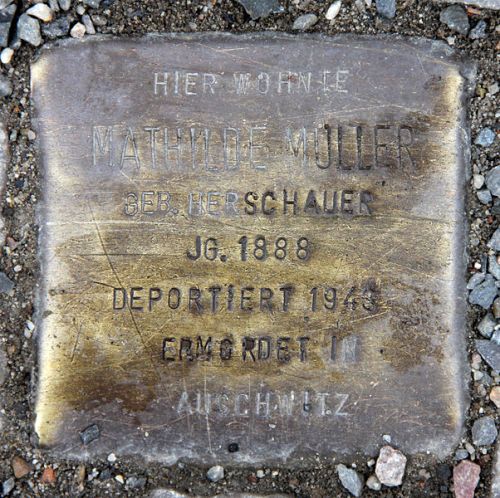 HIER WOHNTE
MATHILDE MÜLLER
GEB. HERSCHAUER
JG. 1888
DEPORTIERT 1943
ERMORDET IN
AUSCHWITZ